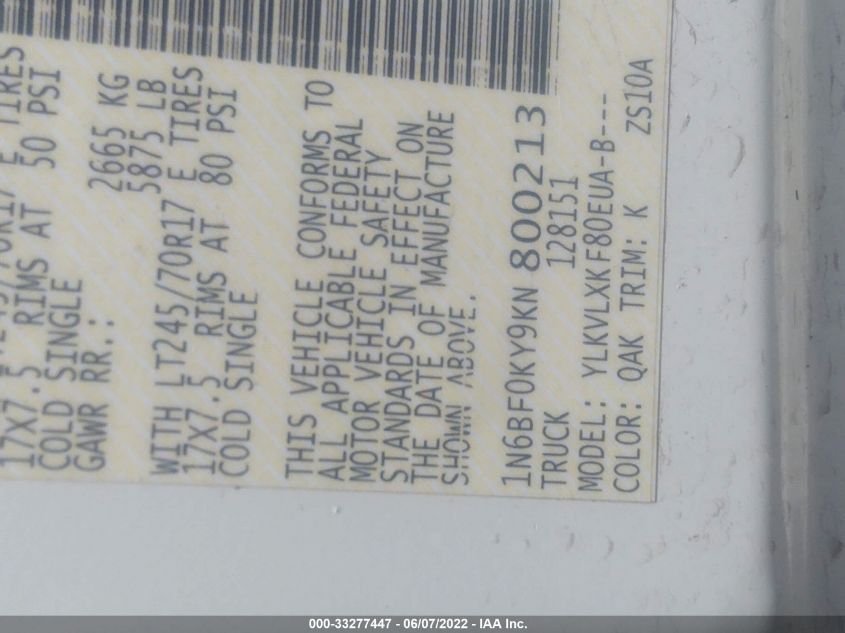 17X7.5 RIMS AT 50 PSI
COLD SINGLE
GAWR RR.: 2665 KG
5875 LB
WITH LT245/70R17 E TIRES
17X7.5 RIMS AT 80 PSI
COLD SINGLE
THIS VEHICLE CONFORMS TO
ALL APPLICABLE FEDERAL
MOTOR VEHICLE SAFETY
STANDARDS IN EFFECT ON
THE DATE OF MANUFACTURE
SHOWN ABOVE.
1N6BF0KY9KN800213
TRUCK 128151
MODEL: YLKVLXKF80EUA-B---
COLOR: QAK TRIM: K ZS10A
000-33277447 - 06/07/2022 - IAA Inc.